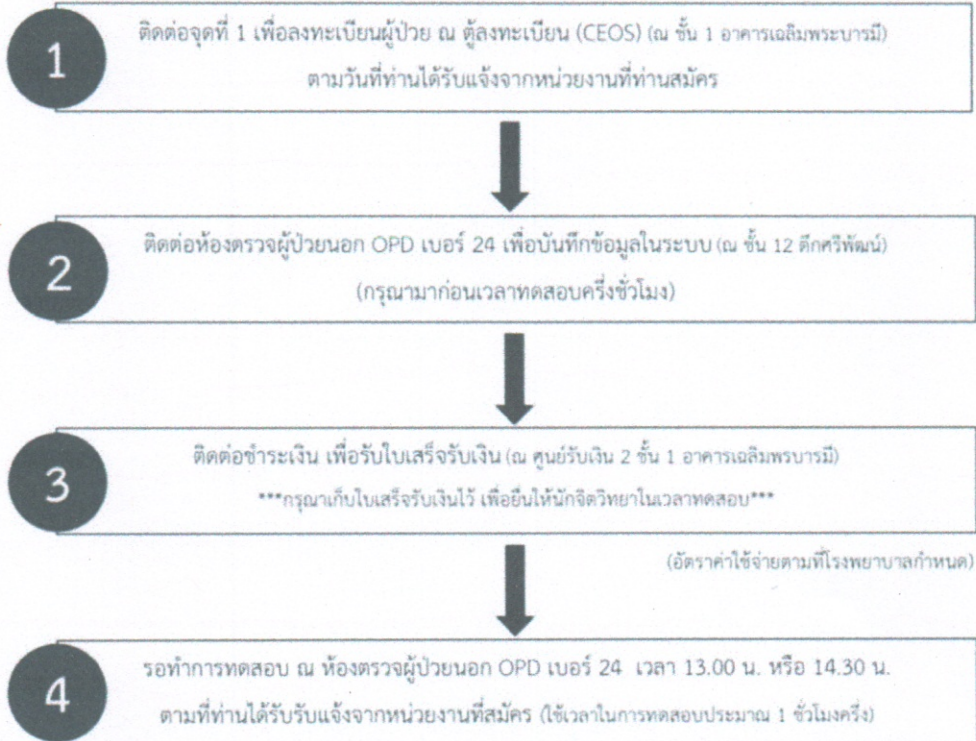 1
ติดต่อจุดที่ 1 เพื่อลงทะเบียนผู้ป่วย ณ ตู้ลงทะเบียน (CEOS) (ณ ชั้น 1 อาคารเฉลิมพระบารมี)
ตามวันที่ท่านได้รับแจ้งจากหน่วยงานที่ท่านสมัคร
2
ติดต่อห้องตรวจผู้ป่วยนอก OPD เบอร์ 24 เพื่อบันทึกข้อมูลในระบบ (ณ ชั้น 12 ตึกศรีพัฒน์)
(กรุณามาก่อนเวลาทดสอบครึ่งชั่วโมง)
3
ติดต่อชำระเงิน เพื่อรับใบเสร็จรับเงิน (ณ ศูนย์รับเงิน 2 ชั้น 1 อาคารเฉลิมพรบารมี)
***กรุณาเก็บใบเสร็จรับเงินไว้ เพื่อยื่นให้นักจิตวิทยาในเวลาทดสอบ***
(อัตราค่าใช้จ่ายตามที่โรงพยาบาลกำหนด)
4
รอทำการทดสอบ ณ ห้องตรวจผู้ป่วยนอก OPD เบอร์ 24 เวลา 13.00 น. หรือ 14.30 น.
ตามที่ท่านได้รับรับแจ้งจากหน่วยงานที่สมัคร (ใช้เวลาในการทดสอบประมาณ 1 ชั่วโมงครึ่ง)